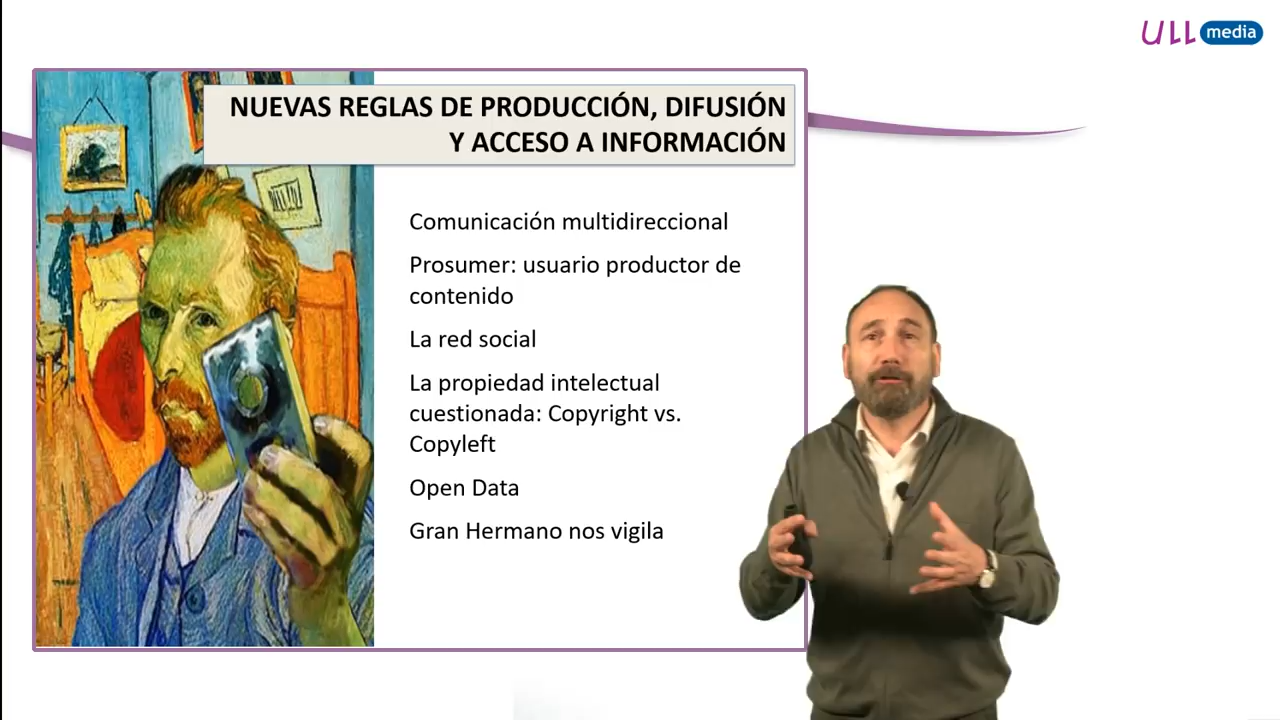 ULL media
NUEVAS REGLAS DE PRODUCCIÓN, DIFUSIÓN
Y ACCESO A INFORMACIÓN
Comunicación multidireccional
Prosumer: usuario productor de
contenido
La red social
La propiedad intelectual
cuestionada: Copyright vs.
Copyleft
Open Data
Gran Hermano nos vigila